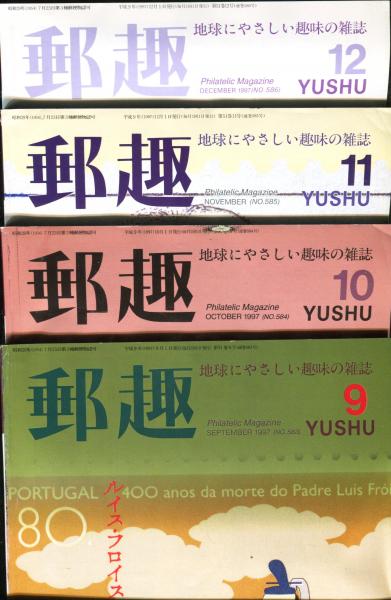 地球にやさしい趣味の雑誌
郵趣
12
Philatelic Magazine
DECEMBER 1997 (NO. 586)
YUSHU
地球にやさしい趣味の雑誌
郵趣
11
Philatelic Magazine
NOVEMBER (NO.585)
YUSHU
地球にやさしい趣味の雑誌
郵趣
10
Philatelic Magazine
OCTOBER 1997 (NO.584)
YUSHU
地球にやさしい趣味の雑誌
郵趣
9
Philatelic Magazine
SEPTEMBER 1997 (NO.583)
YUSHU
PORTUGAL 400 anos da morte do Padre Luís Fró
80.
ルイス・フロイス